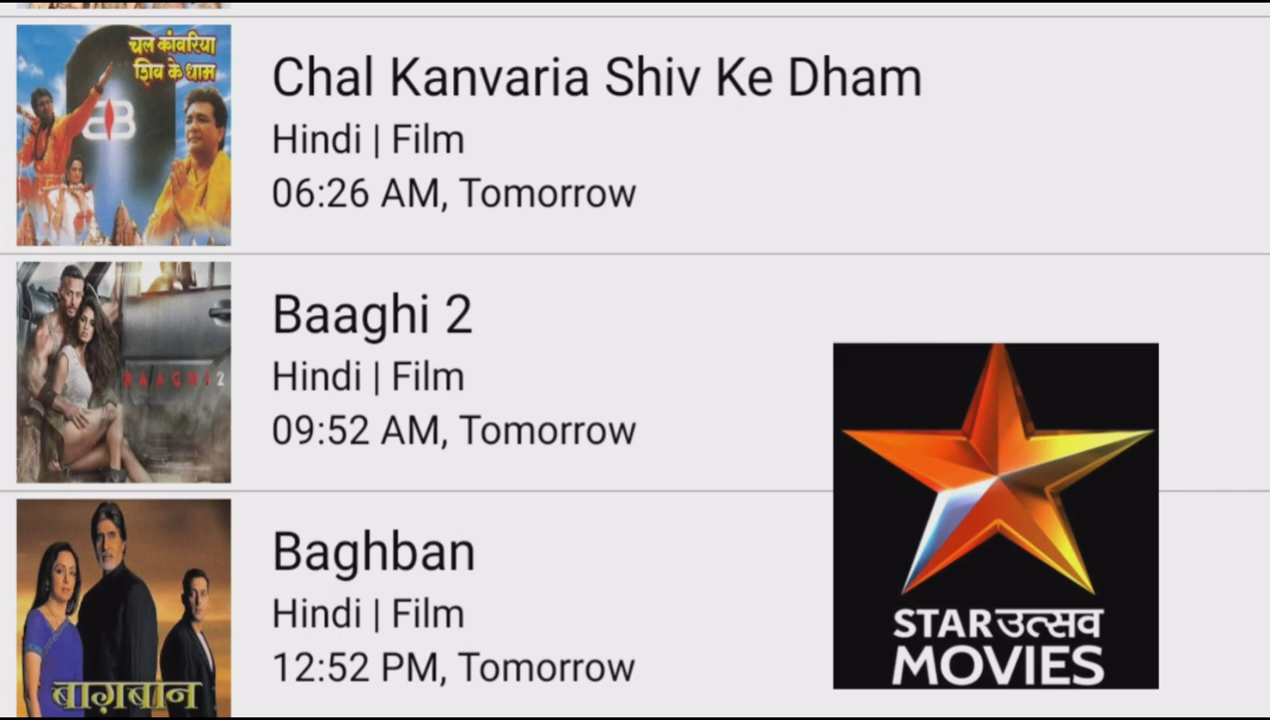 चल कांवरिया
शिव के धाम
Chal Kanvaria Shiv Ke Dham
Hindi | Film
06:26 AM, Tomorrow
BAAGHI 2
Baaghi 2
Hindi | Film
09:52 AM, Tomorrow
बाग़बान
Baghban
Hindi | Film
12:52 PM, Tomorrow
STAR उत्सव
MOVIES